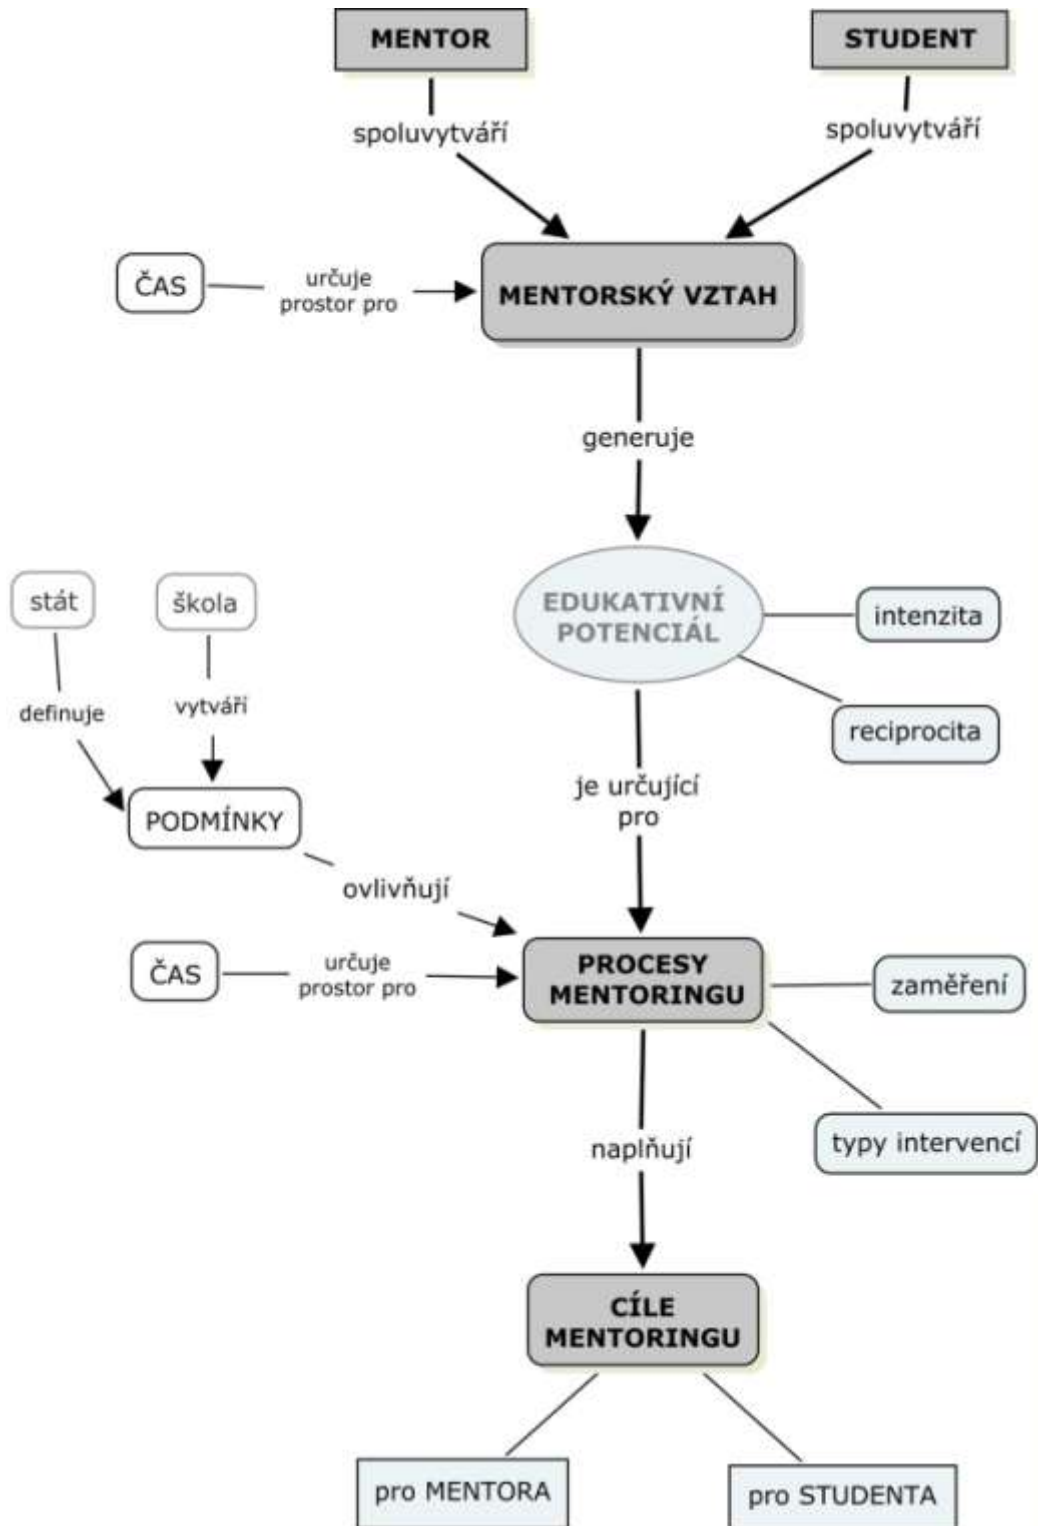 MENTOR
STUDENT
spoluvytváří
spoluvytváří
ČAS
určuje
prostor pro
MENTORSKÝ VZTAH
generuje
stát
škola
EDUKATIVNÍ
POTENCIÁL
intenzita
definuje
vytváří
reciprocita
je určující
pro
PODMÍNKY
ovlivňují
ČAS
určuje
prostor pro
PROCESY
MENTORINGU
zaměření
typy intervencí
naplňují
CÍLE
MENTORINGU
pro MENTORA
pro STUDENTA